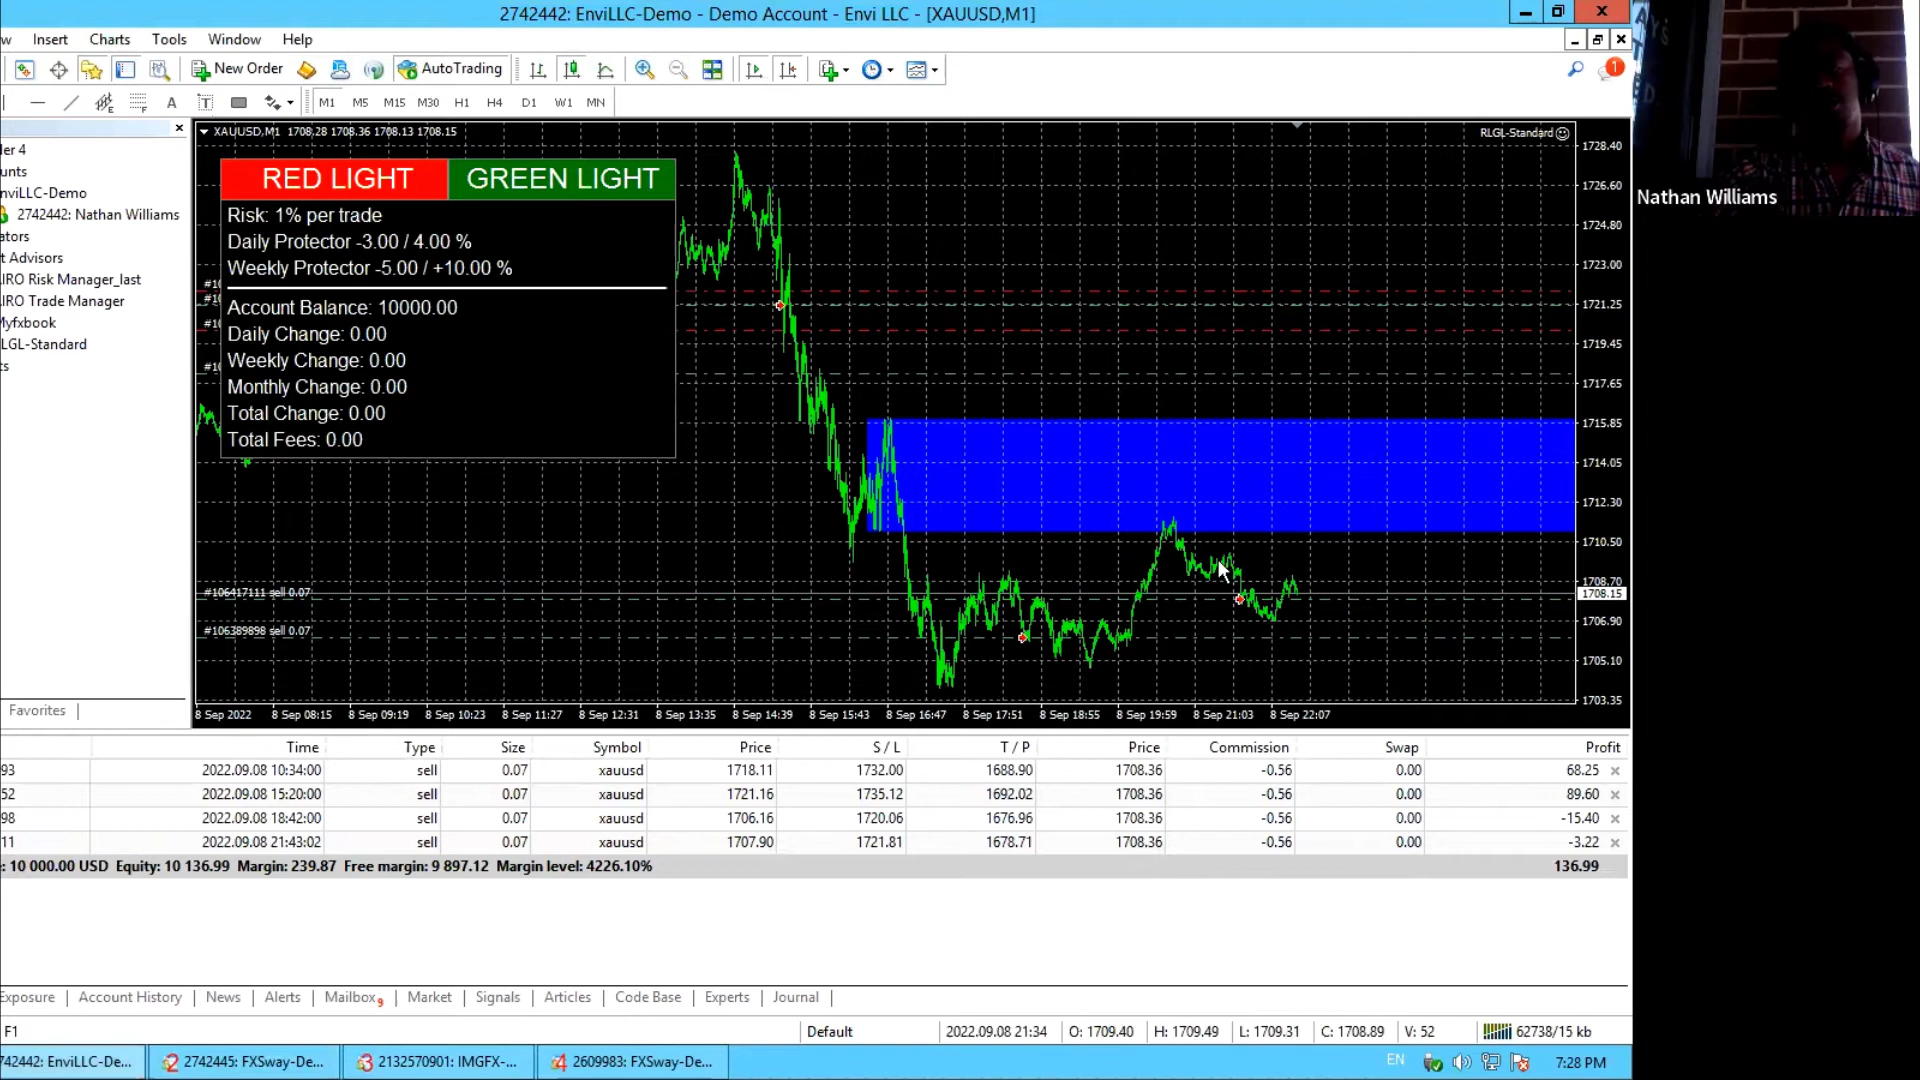 2742442: EnviLLC-Demo - Demo Account - Envi LLC - [XAUUSD,M1]
w Insert Charts Tools Window Help
New Order AutoTrading 1
A T M1 M5 M15 M30 H1 H4 D1 W1 MN
Nathan Williams
XAUUSD,M1 1708.28 1708.36 1708.13 1708.15
RLGL-Standard
der 4
unts
nviLLC-Demo
2742442: Nathan Williams
ators
t Advisors
IRO Risk Manager_last
IRO Trade Manager
Myfxbook
LGL-Standard
ts
Favorites
RED LIGHT GREEN LIGHT
Risk: 1% per trade
Daily Protector -3.00 / 4.00 %
Weekly Protector -5.00 / +10.00 %
Account Balance: 10000.00
Daily Change: 0.00
Weekly Change: 0.00
Monthly Change: 0.00
Total Change: 0.00
Total Fees: 0.00
#10
#10
#10
#10
#106417111 sell 0.07
#106389898 sell 0.07
1728.40
1726.60
1724.80
1723.00
1721.25
1719.45
1717.65
1715.85
1714.05
1712.30
1710.50
1708.70
1708.15
1706.90
1705.10
1703.35
8 Sep 2022 8 Sep 08:15 8 Sep 09:19 8 Sep 10:23 8 Sep 11:27 8 Sep 12:31 8 Sep 13:35 8 Sep 14:39 8 Sep 15:43 8 Sep 16:47 8 Sep 17:51 8 Sep 18:55 8 Sep 19:59 8 Sep 21:03 8 Sep 22:07
Time Type Size Symbol Price S / L T / P Price Commission Swap Profit
93 2022.09.08 10:34:00 sell 0.07 xauusd 1718.11 1732.00 1688.90 1708.36 -0.56 0.00 68.25
52 2022.09.08 15:20:00 sell 0.07 xauusd 1721.16 1735.12 1692.02 1708.36 -0.56 0.00 89.60
98 2022.09.08 18:42:00 sell 0.07 xauusd 1706.16 1720.06 1676.96 1708.36 -0.56 0.00 -15.40
11 2022.09.08 21:43:02 sell 0.07 xauusd 1707.90 1721.81 1678.71 1708.36 -0.56 0.00 -3.22
: 10 000.00 USD Equity: 10 136.99 Margin: 239.87 Free margin: 9 897.12 Margin level: 4226.10% 136.99
Exposure Account History News Alerts Mailbox 9 Market Signals Articles Code Base Experts Journal
F1 Default 2022.09.08 21:34 O: 1709.40 H: 1709.49 L: 1709.31 C: 1708.89 V: 52 62738/15 kb
742442: EnviLLC-De... 2 2742445: FXSway-De... 3 2132570901: IMGFX-... 4 2609983: FXSway-De... EN 7:28 PM